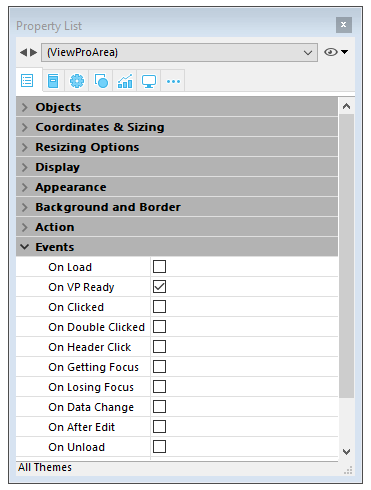 Property List
(ViewProArea)
Objects
Coordinates & Sizing
Resizing Options
Display
Appearance
Background and Border
Action
Events
On Load
On VP Ready
On Clicked
On Double Clicked
On Header Click
On Getting Focus
On Losing Focus
On Data Change
On After Edit
On Unload
All Themes